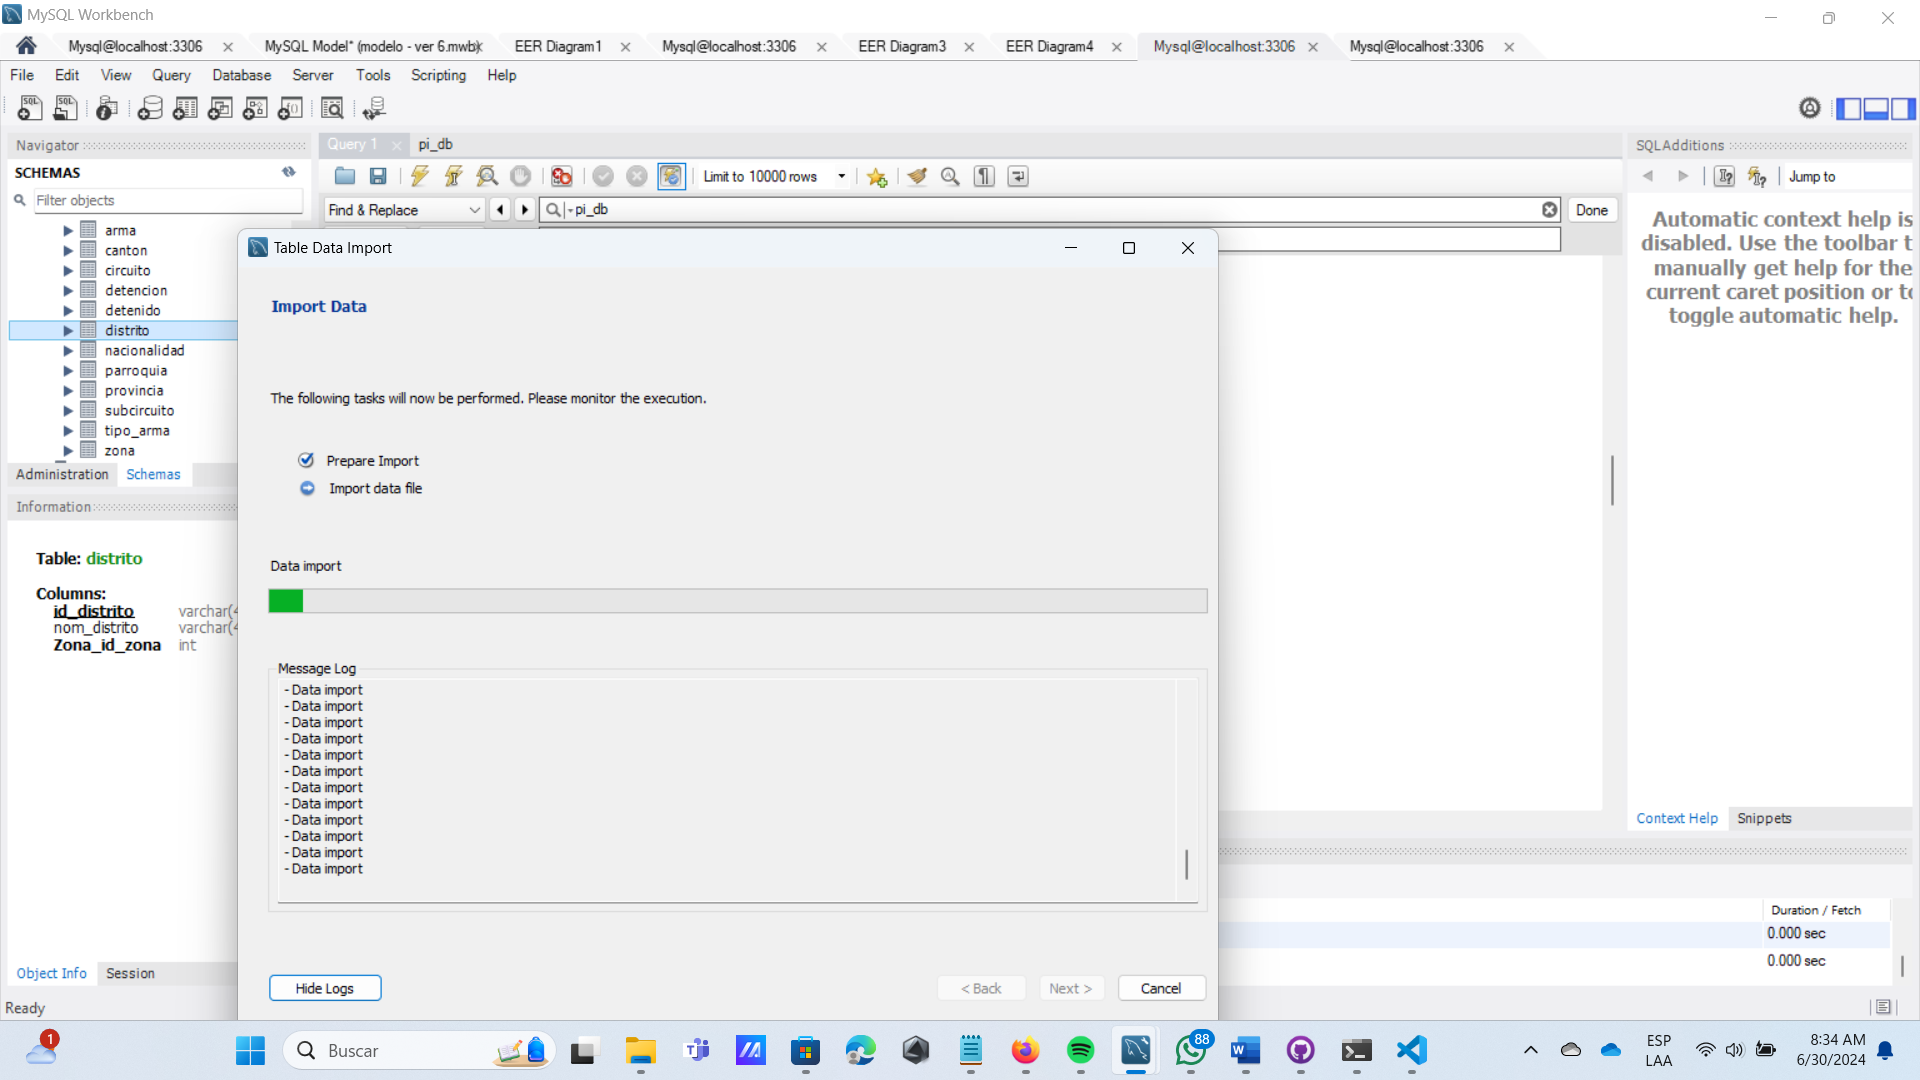 MySQL Workbench
Mysql@localhost:3306
MySQL Model* (modelo - ver 6.mwb)
EER Diagram1
Mysql@localhost:3306
EER Diagram3
EER Diagram4
Mysql@localhost:3306
Mysql@localhost:3306
File Edit View Query Database Server Tools Scripting Help
Navigator
SCHEMAS
Filter objects
arma
canton
circuito
detencion
detenido
distrito
nacionalidad
parroquia
provincia
subcircuito
tipo_arma
zona
Administration Schemas
Information
Table: distrito
Columns:
id_distrito varchar(4
nom_distrito varchar(4
Zona_id_zona int
Object Info Session
Ready
Query 1
pi_db
Limit to 10000 rows
Find & Replace
pi_db
Done
Table Data Import
Import Data
The following tasks will now be performed. Please monitor the execution.
Prepare Import
Import data file
Data import
Message Log
- Data import
- Data import
- Data import
- Data import
- Data import
- Data import
- Data import
- Data import
- Data import
- Data import
- Data import
- Data import
Hide Logs
< Back
Next >
Cancel
SQLAdditions
Jump to
Automatic context help is
disabled. Use the toolbar t
manually get help for the
current caret position or to
toggle automatic help.
Context Help Snippets
Duration / Fetch
0.000 sec
0.000 sec
1
Buscar
88
ESP
LAA
8:34 AM
6/30/2024